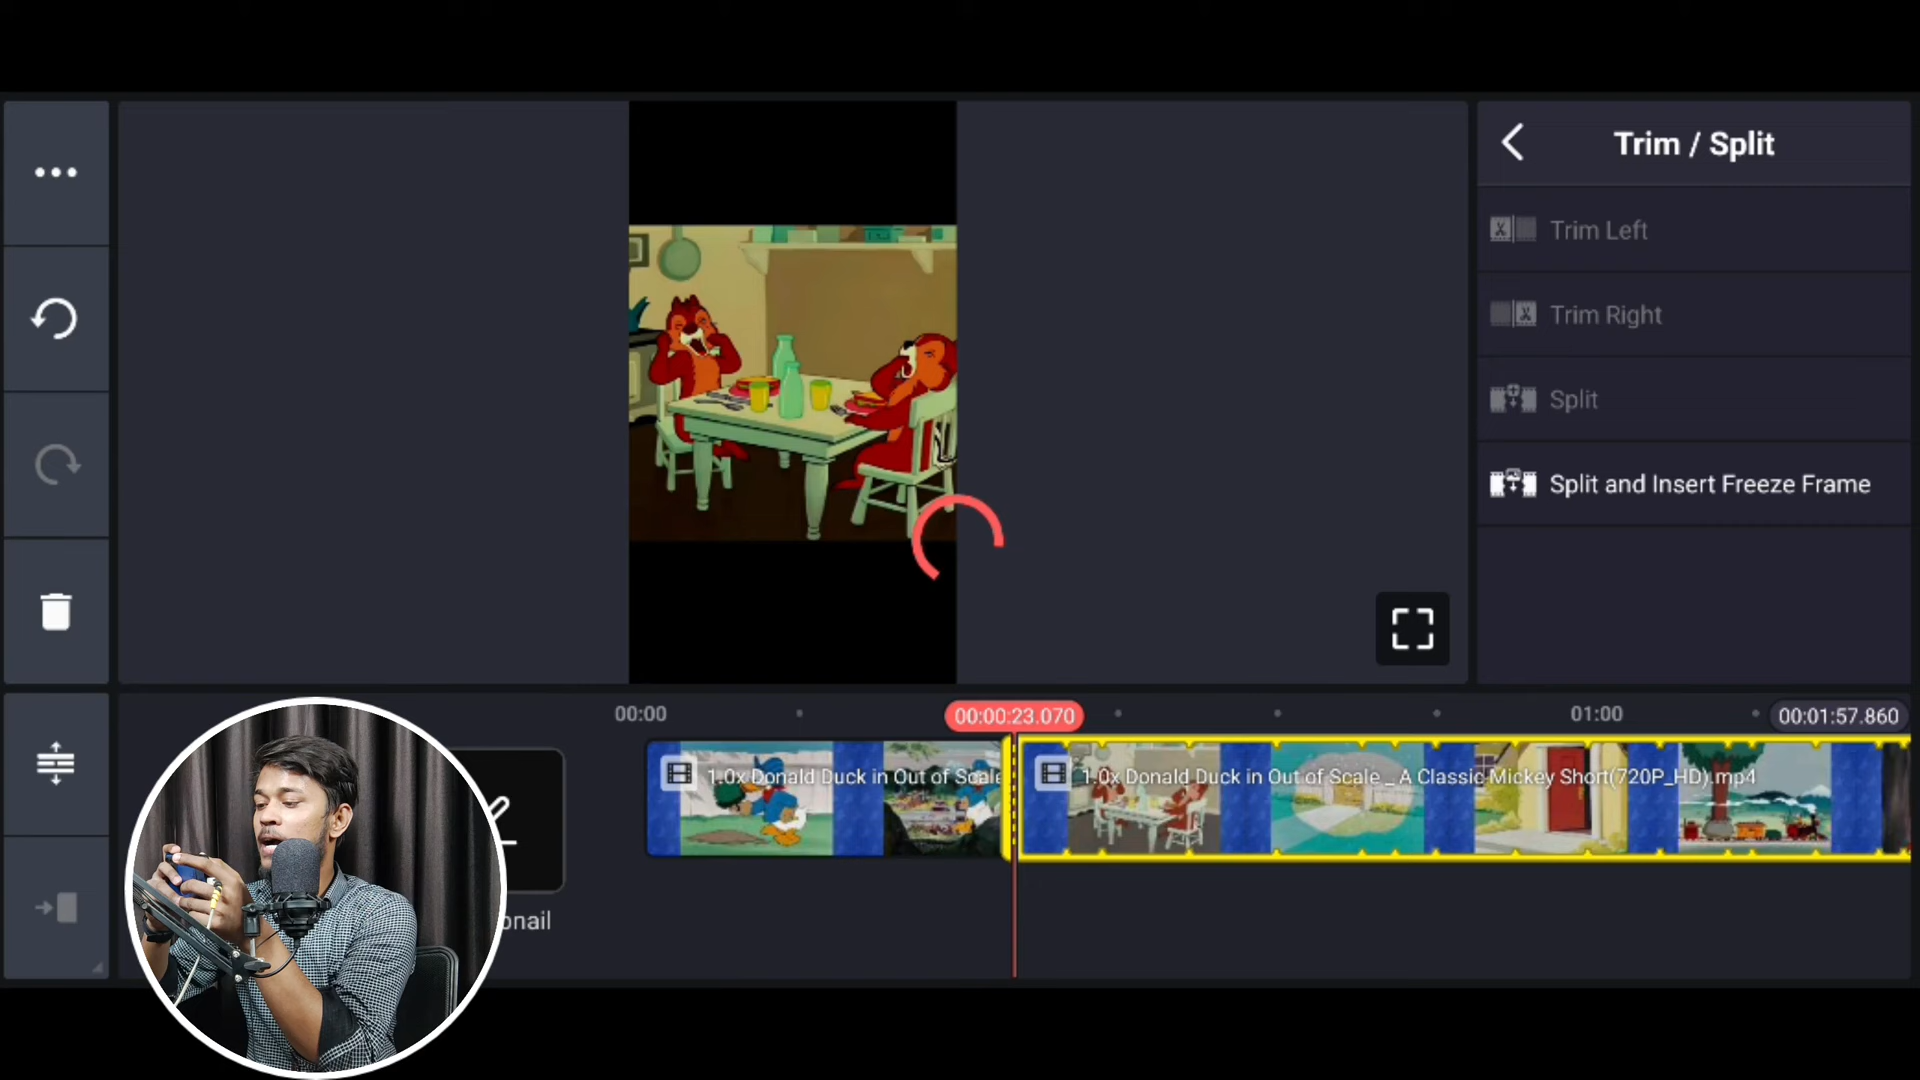 Trim / Split
Trim Left
Trim Right
Split
Split and Insert Freeze Frame
00:00
00:00:23.070
01:00
00:01:57.860
1.0x Donald Duck in Out of Scale
1.0x Donald Duck in Out of Scale _ A Classic Mickey Short(720P_HD).mp4